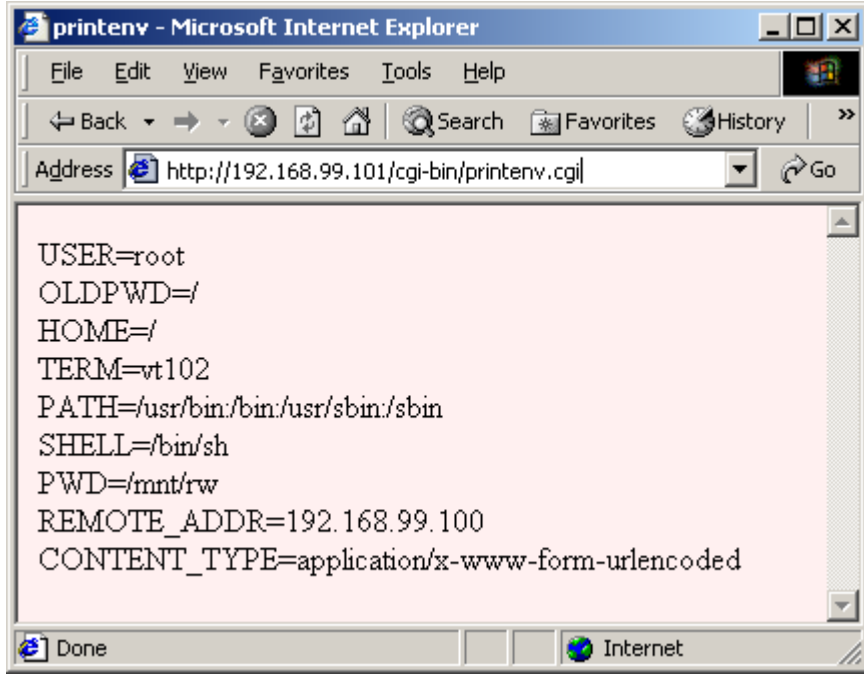 printenv - Microsoft Internet Explorer
File Edit View Favorites Tools Help
Back Search Favorites History »
Address http://192.168.99.101/cgi-bin/printenv.cgi Go
USER=root
OLDPWD=/
HOME=/
TERM=vt102
PATH=/usr/bin:/bin:/usr/sbin:/sbin
SHELL=/bin/sh
PWD=/mnt/rw
REMOTE_ADDR=192.168.99.100
CONTENT_TYPE=application/x-www-form-urlencoded
Done Internet